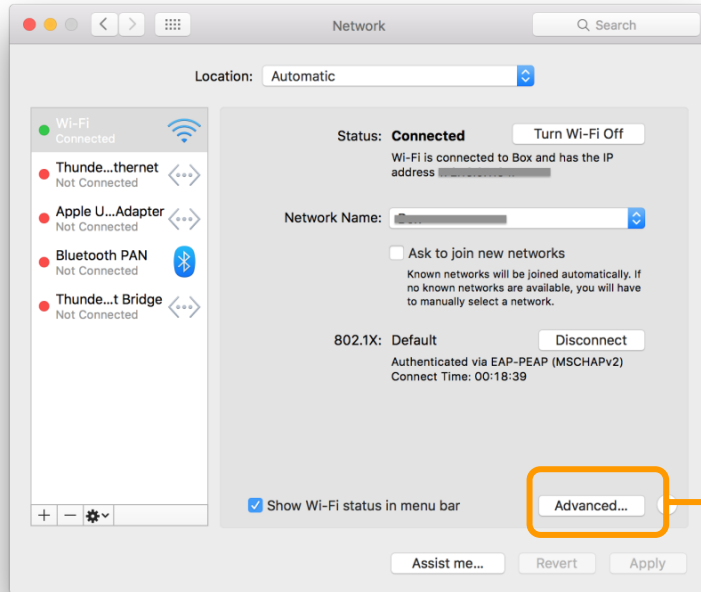 Network
Search
Location: Automatic
Wi-Fi
Connected
Thunde...thernet
Not Connected
Apple U...Adapter
Not Connected
Bluetooth PAN
Not Connected
Thunde...t Bridge
Not Connected
Status: Connected
Turn Wi-Fi Off
Wi-Fi is connected to Box and has the IP
address
Network Name:
Ask to join new networks
Known networks will be joined automatically. If
no known networks are available, you will have
to manually select a network.
802.1X: Default
Disconnect
Authenticated via EAP-PEAP (MSCHAPv2)
Connect Time: 00:18:39
Show Wi-Fi status in menu bar
Advanced...
Assist me...
Revert
Apply